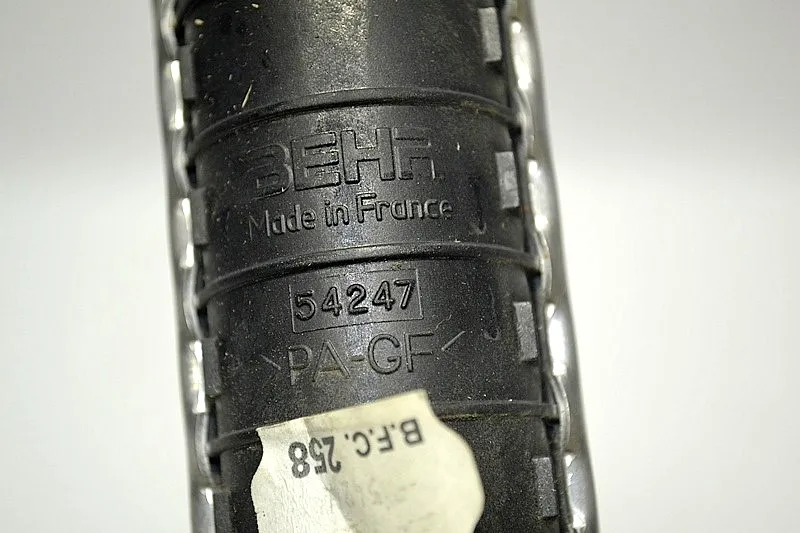 BEHR
Made in France
54247
>PA-GF<
B.F.C. 258